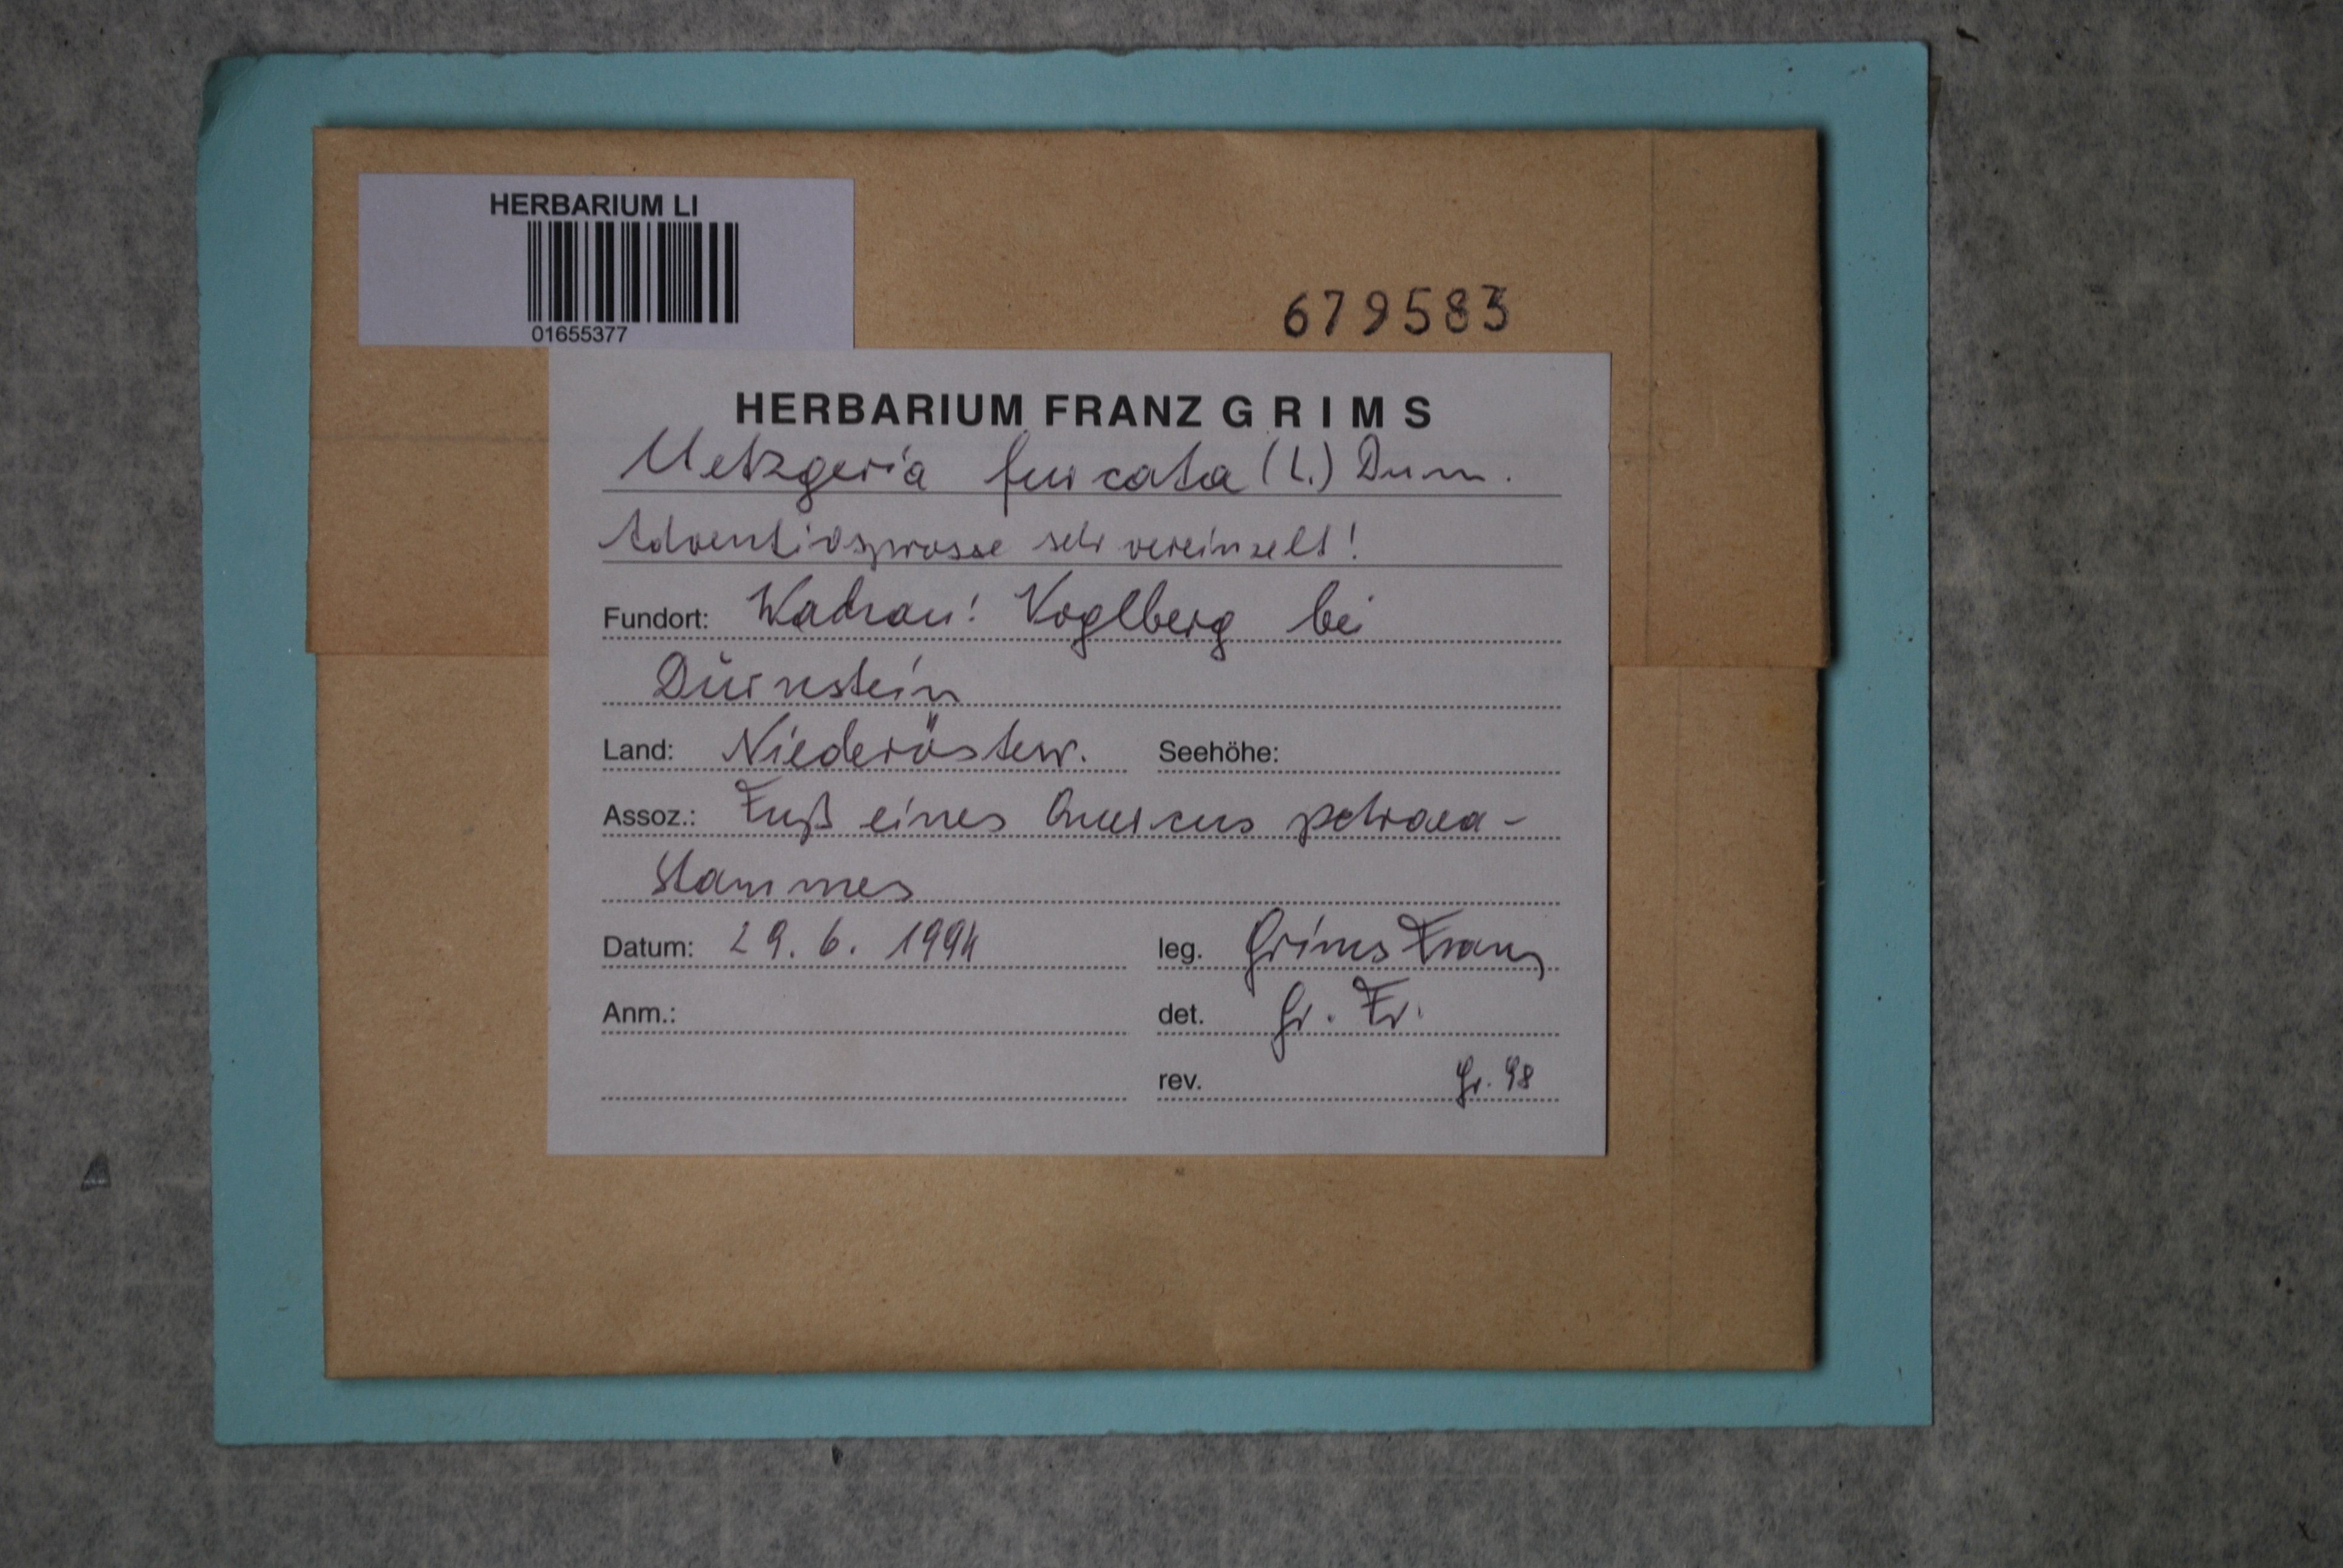 HERBARIUM LI
01655377
679583
HERBARIUM FRANZ GRIMS
Metzgeria furcata (L.) Dum.
Adventivsprosse sehr vereinzelt!
Fundort: Wachau: Voglberg bei
Dürnstein
Land: Niederösterr. Seehöhe:
Assoz.: Fuß eines Quercus petraea-
stammes
Datum: 29. 6. 1994 leg. Grims Franz
Anm.: det. Gr. Fr.
rev. Gr. 98